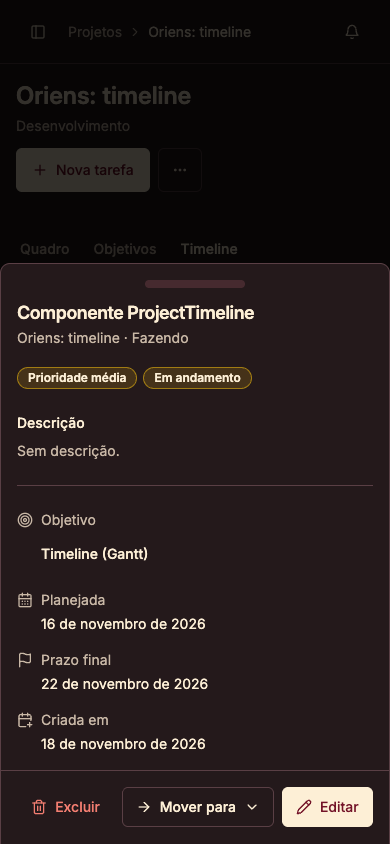 Projetos > Oriens: timeline
Oriens: timeline
Desenvolvimento
+ Nova tarefa ...
Quadro Objetivos Timeline
Componente ProjectTimeline
Oriens: timeline · Fazendo
Prioridade média Em andamento
Descrição
Sem descrição.
Objetivo
Timeline (Gantt)
Planejada
16 de novembro de 2026
Prazo final
22 de novembro de 2026
Criada em
18 de novembro de 2026
Excluir Mover para Editar